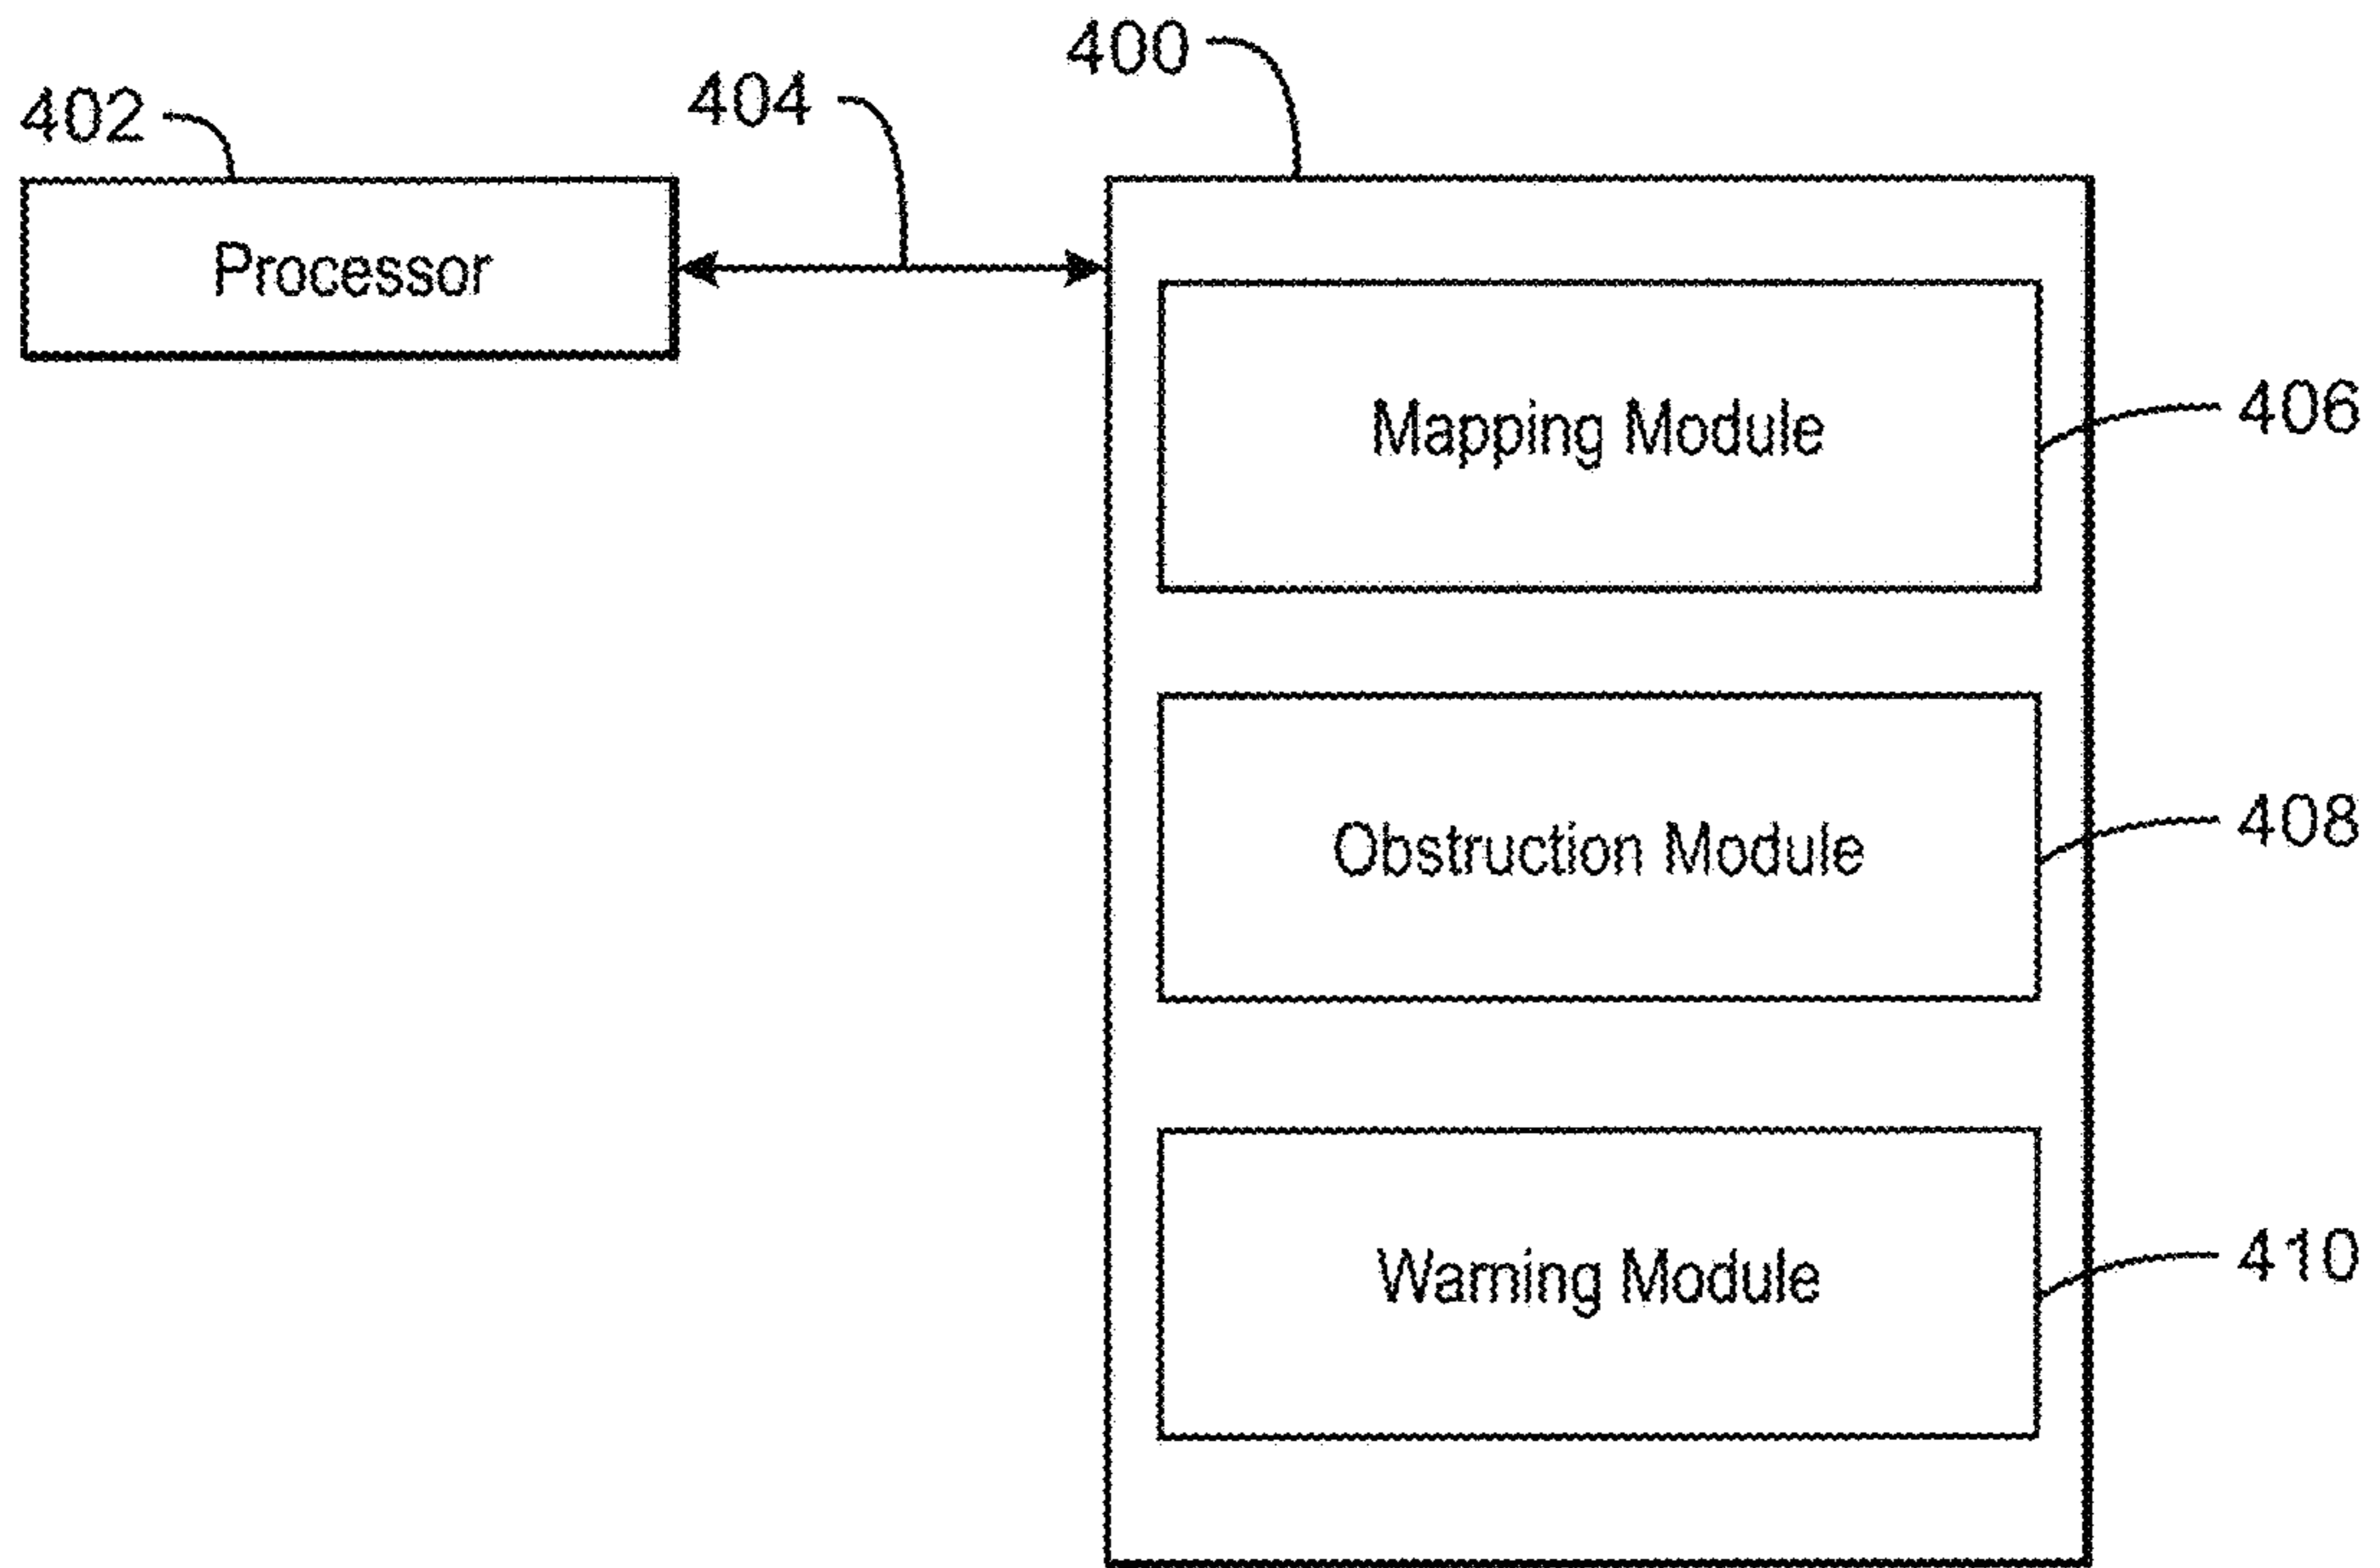 400
404
402
Processor
Mapping Module
406
Obstruction Module
408
Warning Module
410